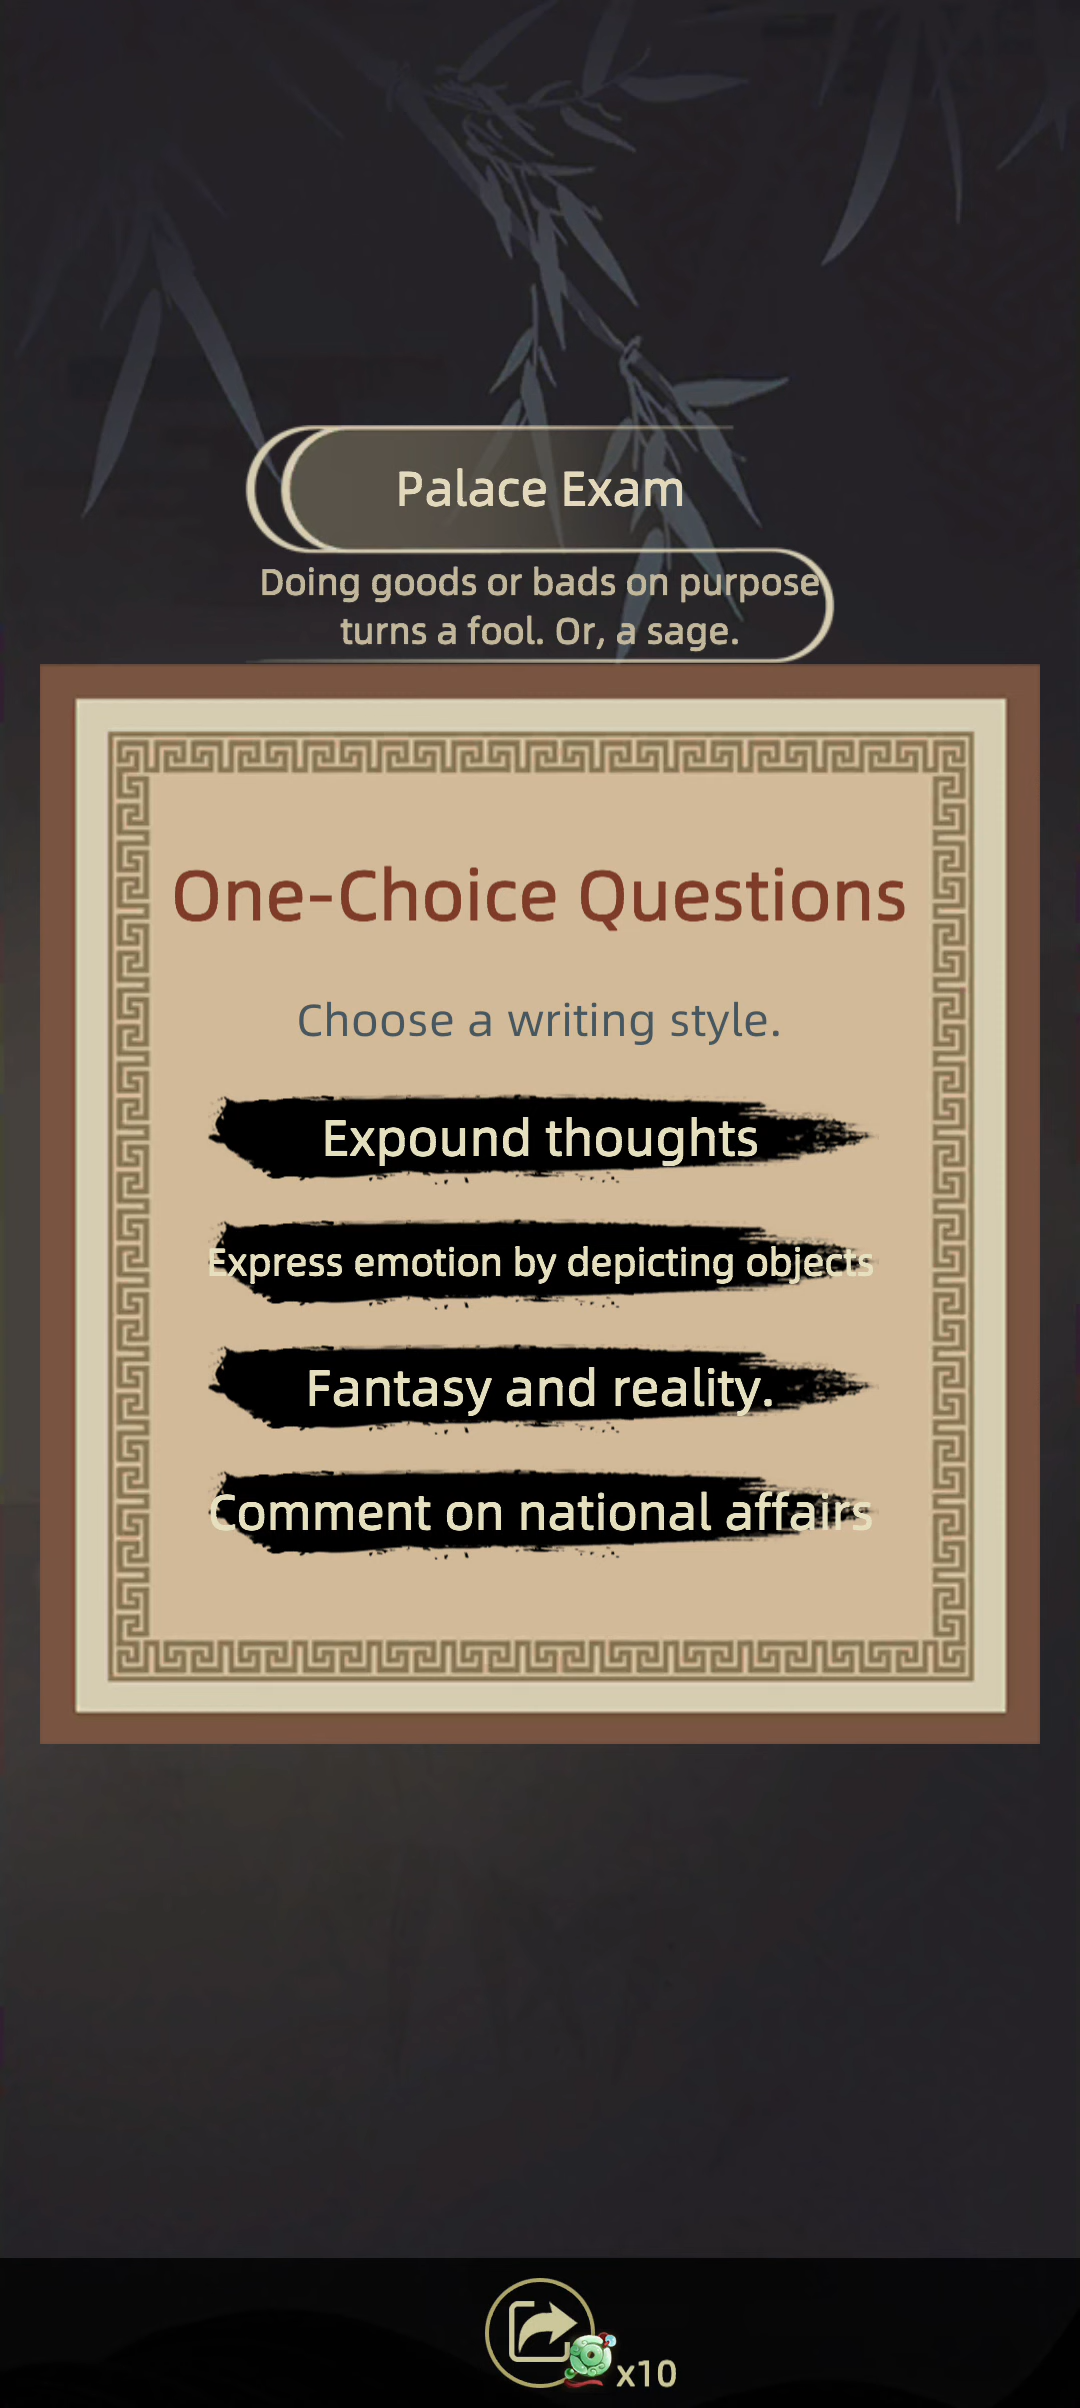 Palace Exam
Doing goods or bads on purpose
turns a fool. Or, a sage.
One-Choice Questions
Choose a writing style.
Expound thoughts
Express emotion by depicting objects
Fantasy and reality.
Comment on national affairs
x10